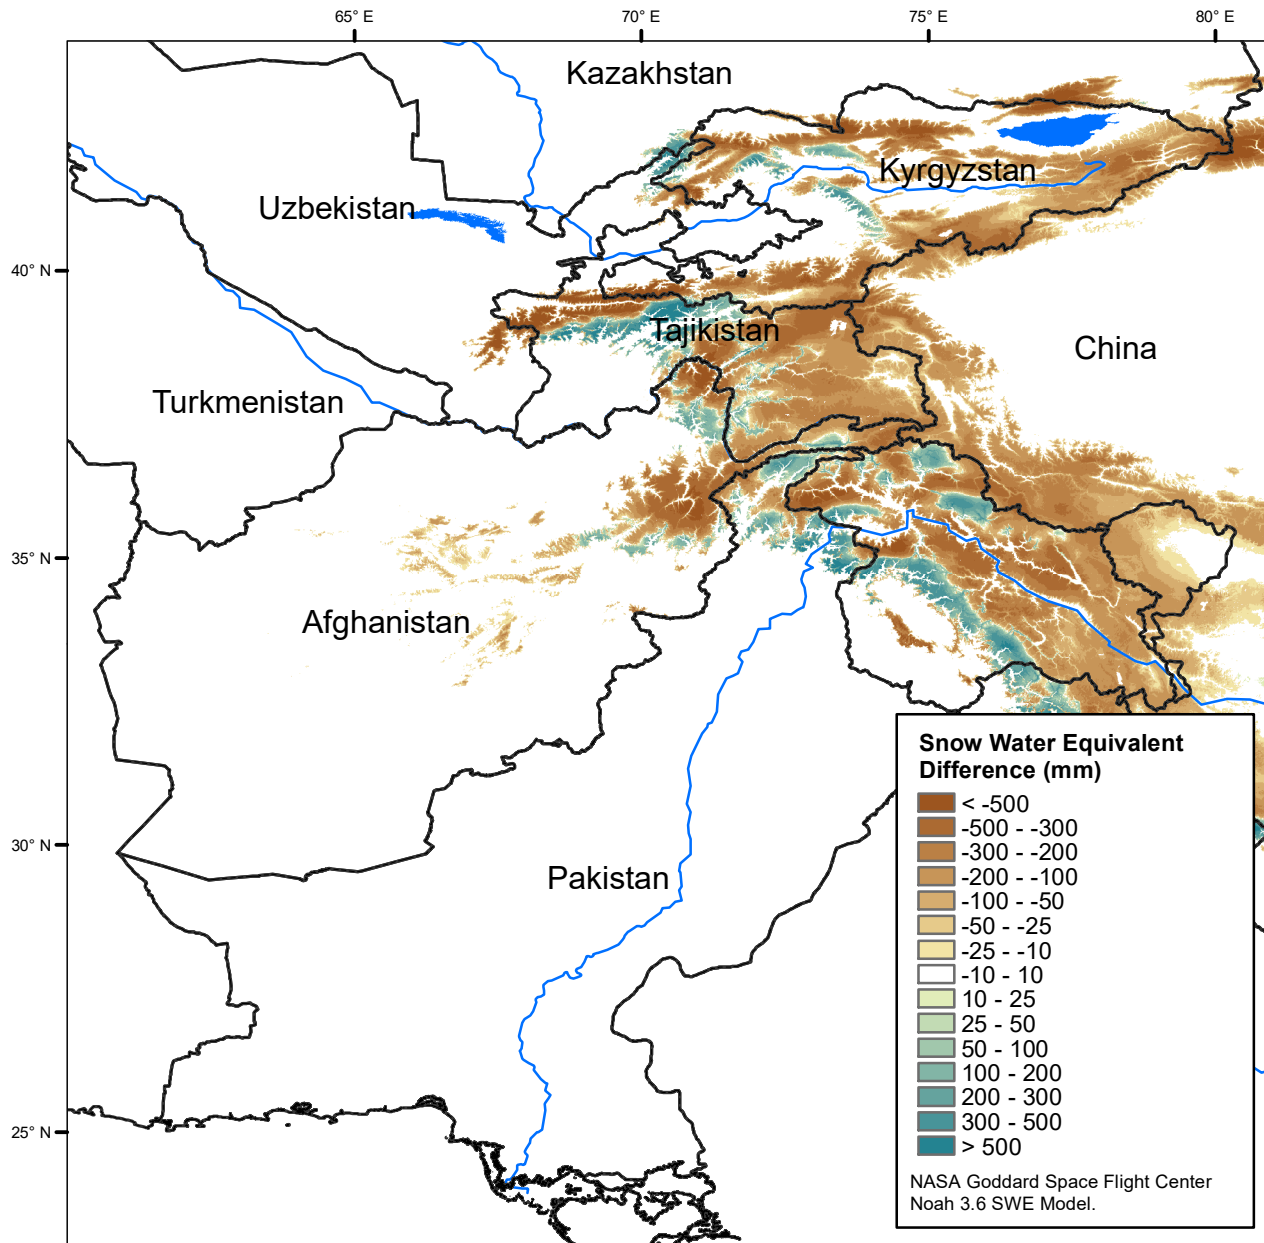 65° E
70° E
75° E
80° E
Kazakhstan
Kyrgyzstan
Uzbekistan
40° N
Tajikistan
China
Turkmenistan
35° N
Afghanistan
Snow Water Equivalent
Difference (mm)
< -500
-500 - -300
30° N
-300 - -200
Pakistan
-200 - -100
-100 - -50
-50 - -25
-25 - -10
-10 - 10
10 - 25
25 - 50
50 - 100
100 - 200
200 - 300
300 - 500
25° N
> 500
NASA Goddard Space Flight Center
Noah 3.6 SWE Model.